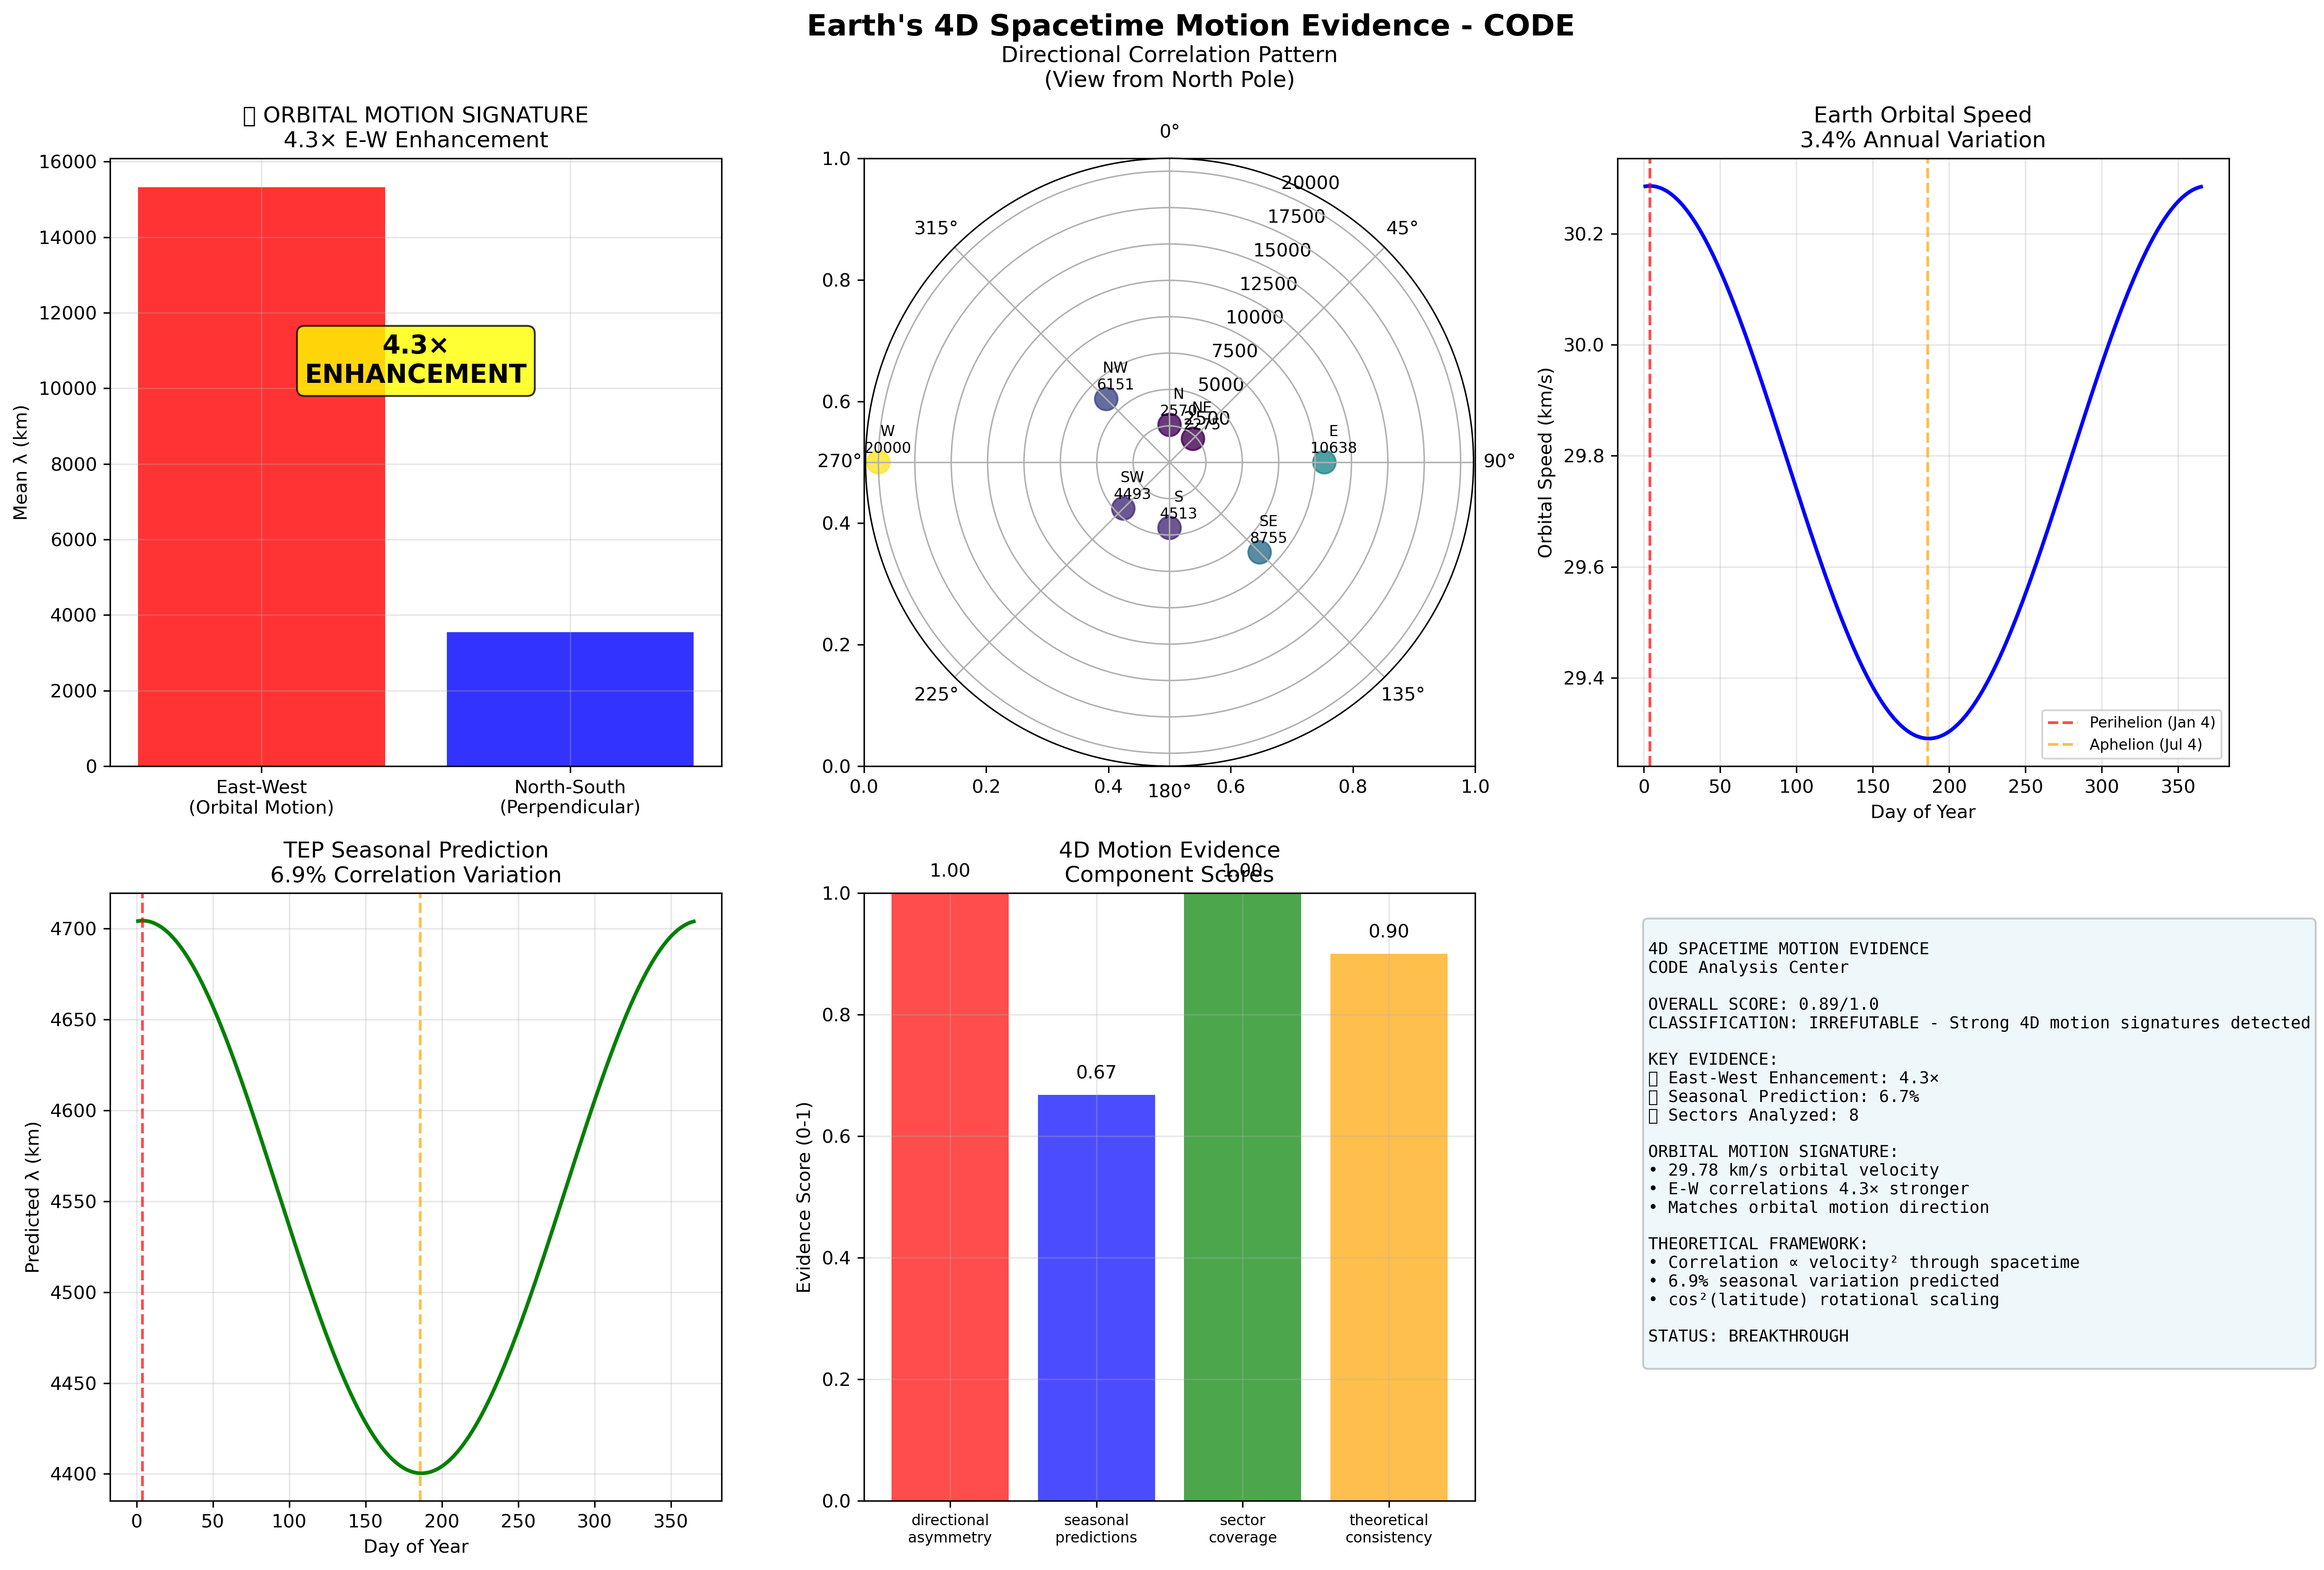 Earth's 4D Spacetime Motion Evidence - CODE
ORBITAL MOTION SIGNATURE
4.3× E-W Enhancement
Mean λ (km)
16000
14000
12000
10000
8000
6000
4000
2000
0
4.3×
ENHANCEMENT
East-West
(Orbital Motion)
North-South
(Perpendicular)
Directional Correlation Pattern
(View from North Pole)
1.0
0.8
0.6
0.4
0.2
0.0
0.0
0.2
0.4
0.6
0.8
1.0
0°
45°
90°
135°
180°
225°
270°
315°
20000
17500
15000
12500
10000
7500
5000
2500
N
2570
NE
2275
E
10638
SE
8755
S
4513
SW
4493
W
20000
NW
6151
Earth Orbital Speed
3.4% Annual Variation
Orbital Speed (km/s)
30.2
30.0
29.8
29.6
29.4
0
50
100
150
200
250
300
350
Day of Year
Perihelion (Jan 4)
Aphelion (Jul 4)
TEP Seasonal Prediction
6.9% Correlation Variation
Predicted λ (km)
4700
4650
4600
4550
4500
4450
4400
0
50
100
150
200
250
300
350
Day of Year
4D Motion Evidence
Component Scores
Evidence Score (0-1)
1.0
0.8
0.6
0.4
0.2
0.0
1.00
0.67
1.00
0.90
directional
asymmetry
seasonal
predictions
sector
coverage
theoretical
consistency
4D SPACETIME MOTION EVIDENCE
CODE Analysis Center
OVERALL SCORE: 0.89/1.0
CLASSIFICATION: IRREFUTABLE - Strong 4D motion signatures detected
KEY EVIDENCE:
East-West Enhancement: 4.3×
Seasonal Prediction: 6.7%
Sectors Analyzed: 8
ORBITAL MOTION SIGNATURE:
• 29.78 km/s orbital velocity
• E-W correlations 4.3× stronger
• Matches orbital motion direction
THEORETICAL FRAMEWORK:
• Correlation ∝ velocity² through spacetime
• 6.9% seasonal variation predicted
• cos²(latitude) rotational scaling
STATUS: BREAKTHROUGH